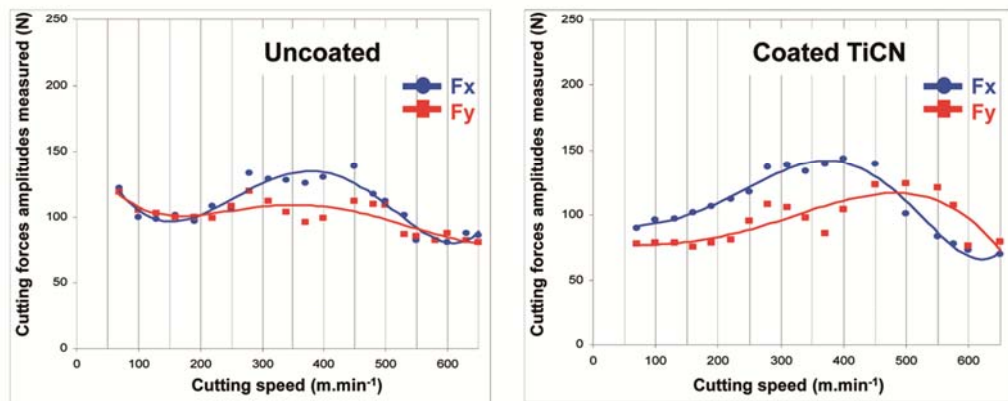 Uncoated
Fx
Fy
Cutting forces amplitudes measured (N)
250
200
150
100
50
0
0 100 200 300 400 500 600
Cutting speed (m.min⁻¹)
Coated TiCN
Fx
Fy
Cutting forces amplitudes measured (N)
250
200
150
100
50
0
0 100 200 300 400 500 600
Cutting speed (m.min⁻¹)